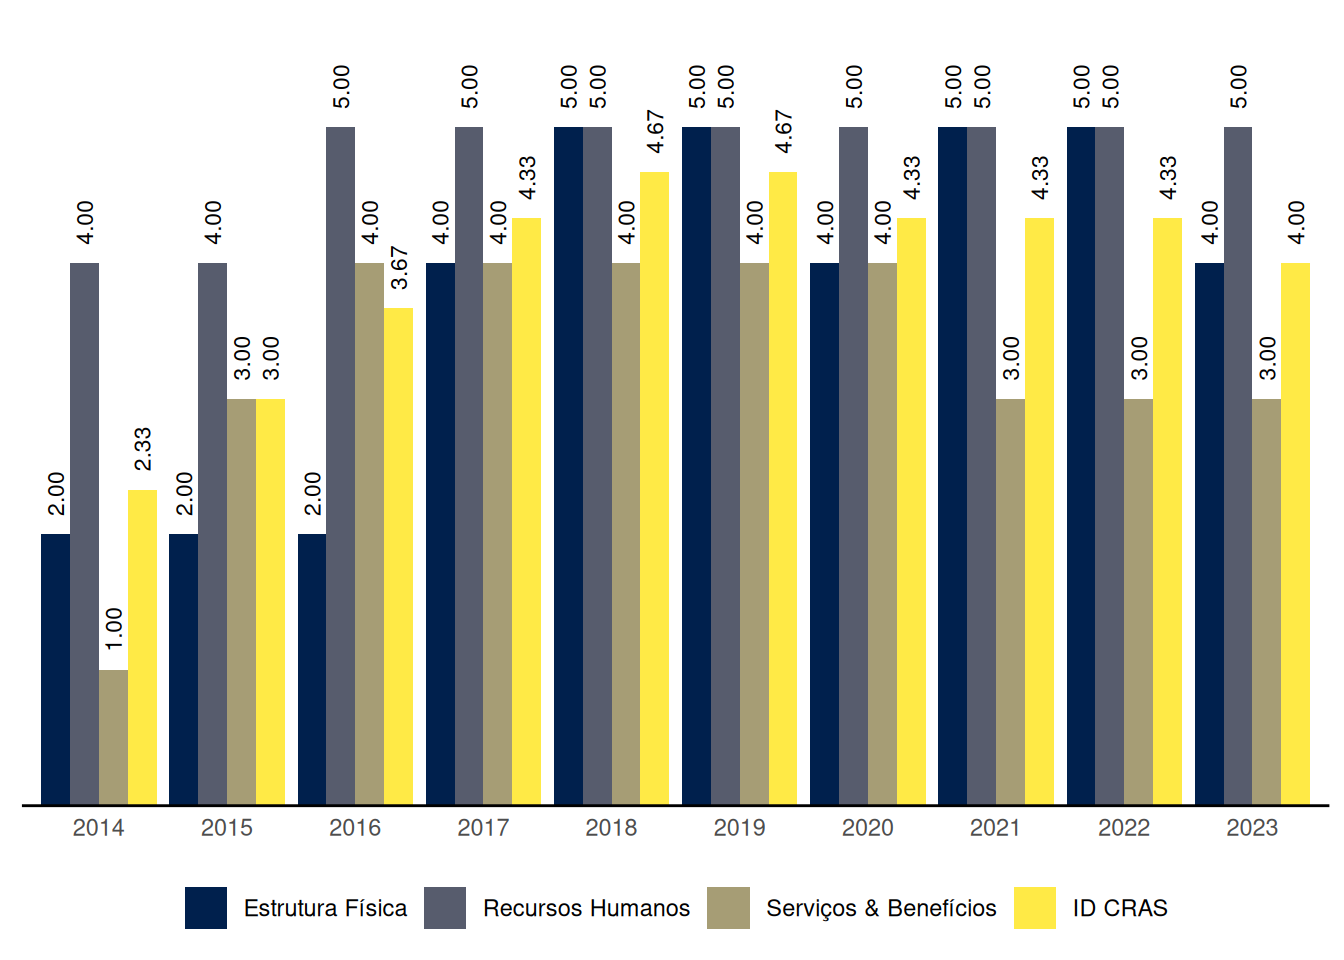 2.00 4.00 1.00 2.33
2.00 4.00 3.00 3.00
2.00 5.00 4.00 3.67
4.00 5.00 4.00 4.33
5.00 5.00 4.00 4.67
5.00 5.00 4.00 4.67
4.00 5.00 4.00 4.33
5.00 5.00 3.00 4.33
5.00 5.00 3.00 4.33
4.00 5.00 3.00 4.00
2014 2015 2016 2017 2018 2019 2020 2021 2022 2023
Estrutura Física Recursos Humanos Serviços & Benefícios ID CRAS